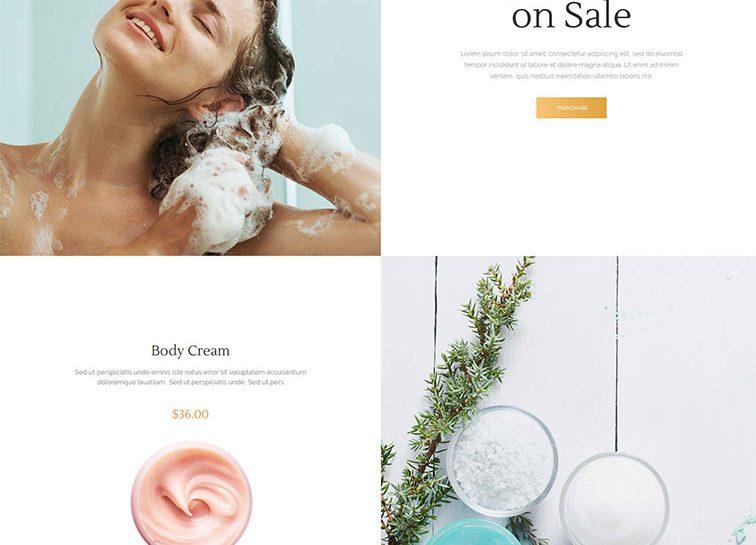 on Sale
Lorem ipsum dolor sit amet, consectetur adipiscing elit, sed do eiusmod
tempor incididunt ut labore et dolore magna aliqua. Ut enim ad minim
veniam, quis nostrud exercitation ullamco laboris nisi
PURCHASE
Body Cream
Sed ut perspiciatis unde omnis iste natus error sit voluptatem accusantium
doloremque lauatium, Sed ut perspiciatis unde Sed ut pers
$36.00